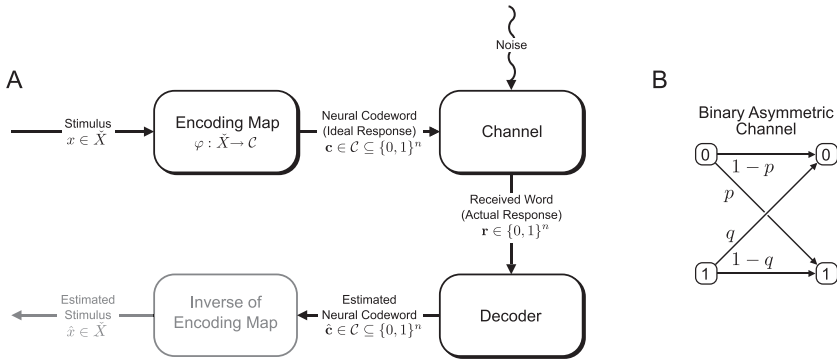 A
Stimulus
x ∈ X̌
Encoding Map
φ : X̌ → 𝒞
Neural Codeword
(Ideal Response)
c ∈ 𝒞 ⊆ {0, 1}ⁿ
Noise
Channel
Received Word
(Actual Response)
r ∈ {0, 1}ⁿ
Decoder
Estimated
Neural Codeword
ĉ ∈ 𝒞 ⊆ {0, 1}ⁿ
Inverse of
Encoding Map
Estimated
Stimulus
x̂ ∈ X̌
B
Binary Asymmetric
Channel
0
1 − p
0
p
q
1
1 − q
1